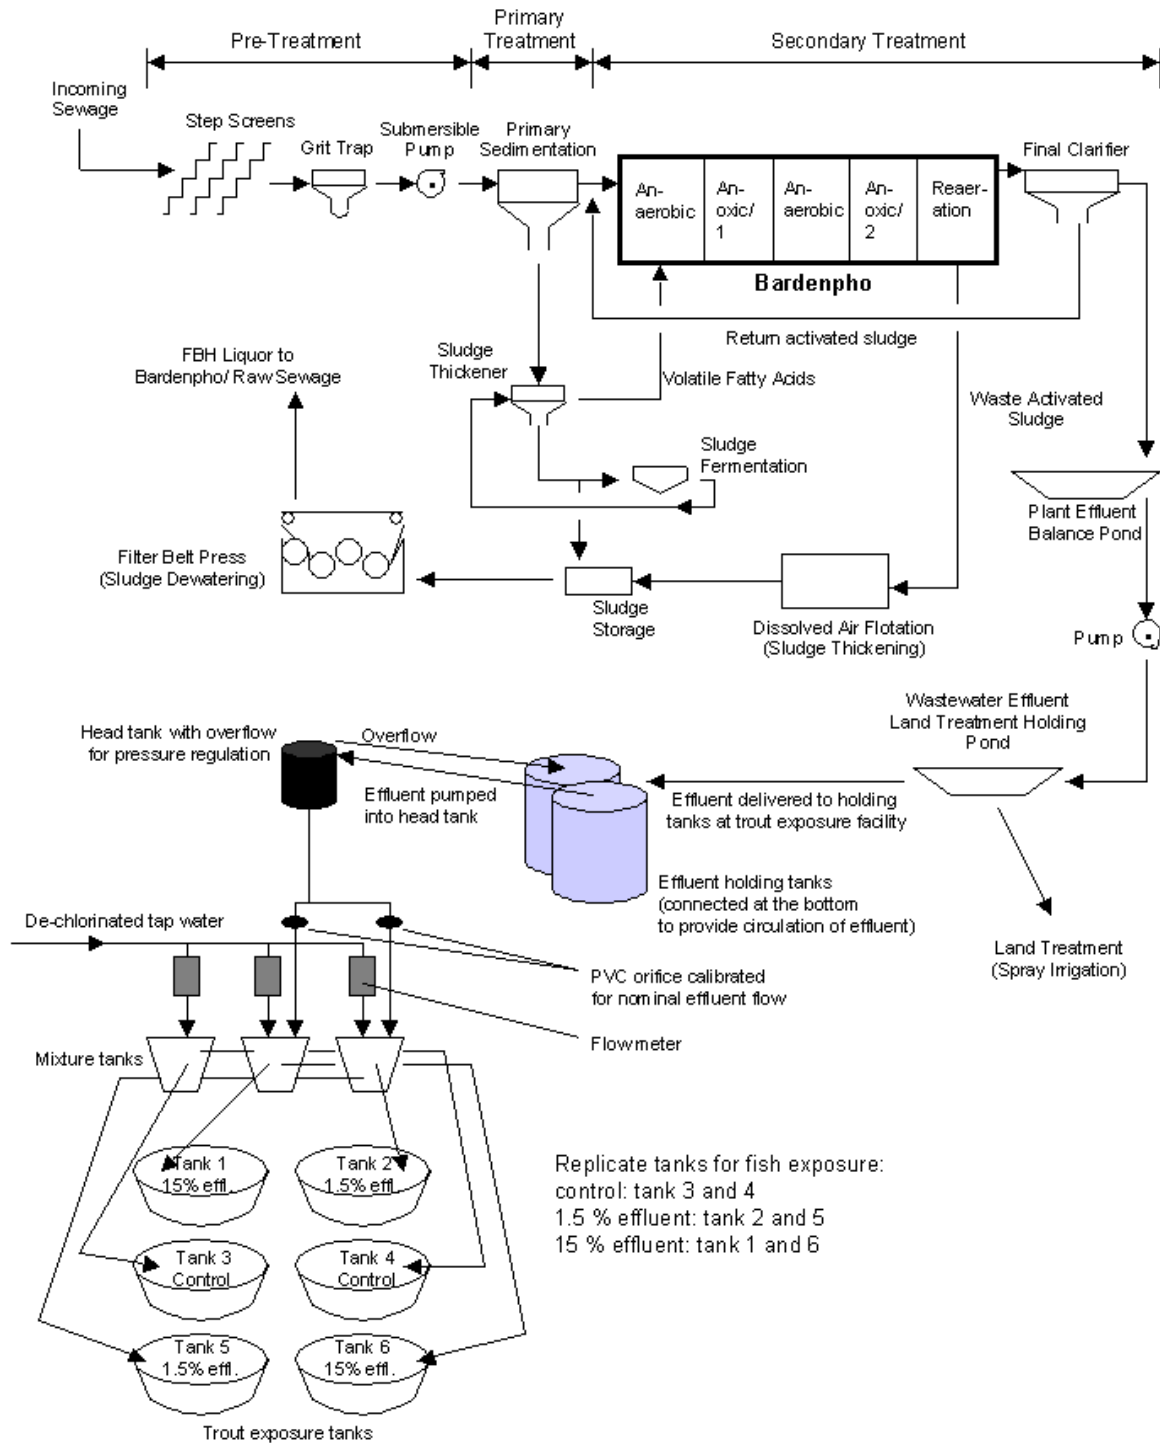 Primary
Pre-Treatment
Treatment
Secondary Treatment
Incoming
Sewage
Step Screens
Grit Trap
Submersible
Pump
Primary
Sedimentation
Final Clarifier
An-
aerobic
An-
oxic/
1
An-
aerobic
An-
oxic/
2
Reaer-
ation
Bardenpho
Return activated sludge
FBH Liquor to
Bardenpho/ Raw Sewage
Sludge
Thickener
Volatile Fatty Acids
Waste Activated
Sludge
Sludge
Fermentation
Plant Effluent
Balance Pond
Filter Belt Press
(Sludge Dewatering)
Sludge
Storage
Dissolved Air Flotation
(Sludge Thickening)
Pump
Wastewater Effluent
Land Treatment Holding
Pond
Head tank with overflow
for pressure regulation
Overflow
Effluent pumped
into head tank
Effluent delivered to holding
tanks at trout exposure facility
Effluent holding tanks
(connected at the bottom
to provide circulation of effluent)
De-chlorinated tap water
Land Treatment
(Spray Irrigation)
PVC orifice calibrated
for nominal effluent flow
Flowmeter
Mixture tanks
Tank 1
15% effl.
Tank 2
1.5% effl.
Tank 3
Control
Tank 4
Control
Tank 5
1.5% effl.
Tank 6
15% effl.
Replicate tanks for fish exposure:
control: tank 3 and 4
1.5 % effluent: tank 2 and 5
15 % effluent: tank 1 and 6
Trout exposure tanks